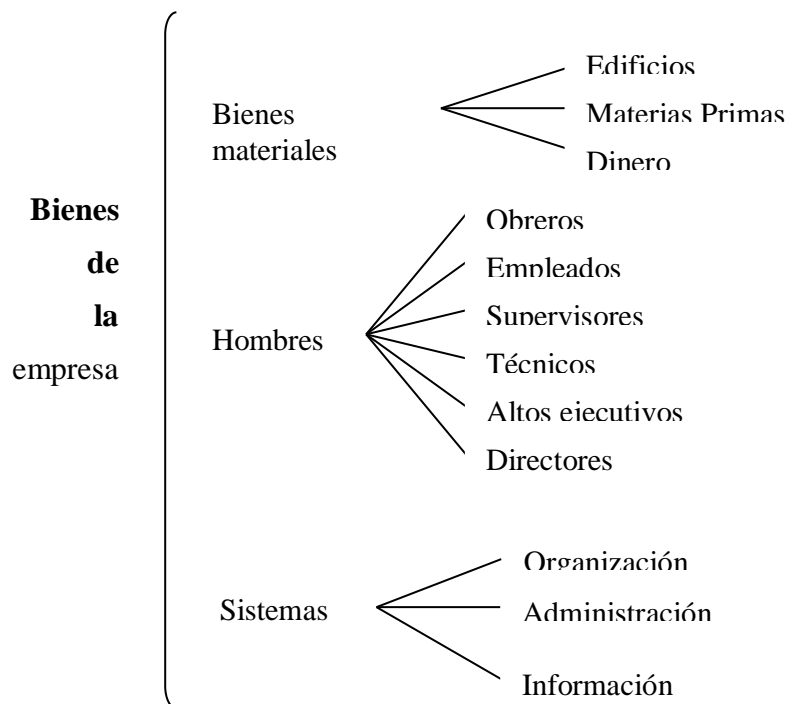 Bienes
de
la
empresa
Bienes
materiales
Edificios
Materias Primas
Dinero
Hombres
Obreros
Empleados
Supervisores
Técnicos
Altos ejecutivos
Directores
Sistemas
Organización
Administración
Información